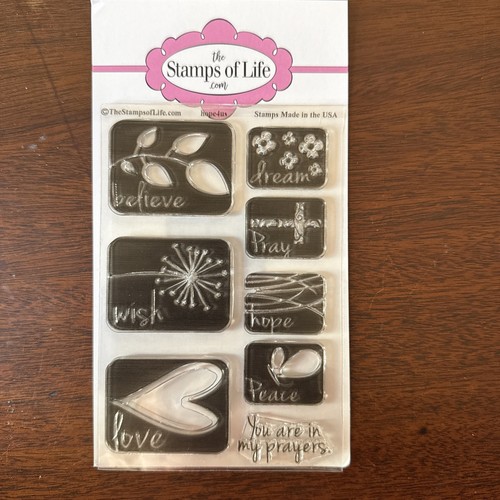 the
Stamps of Life
.com
©TheStampsofLife.com hope4us Stamps Made in the USA
believe
dream
Pray
wish
hope
love
Peace
You are in
my prayers.